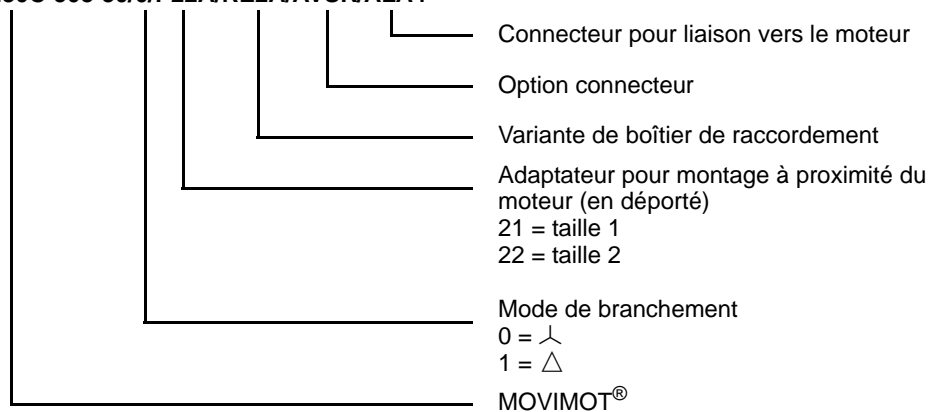 Connecteur pour liaison vers le moteur
Option connecteur
Variante de boîtier de raccordement
Adaptateur pour montage à proximité du
moteur (en déporté)
21 = taille 1
22 = taille 2
Mode de branchement
0 = ⅄
1 = △
MOVIMOT®